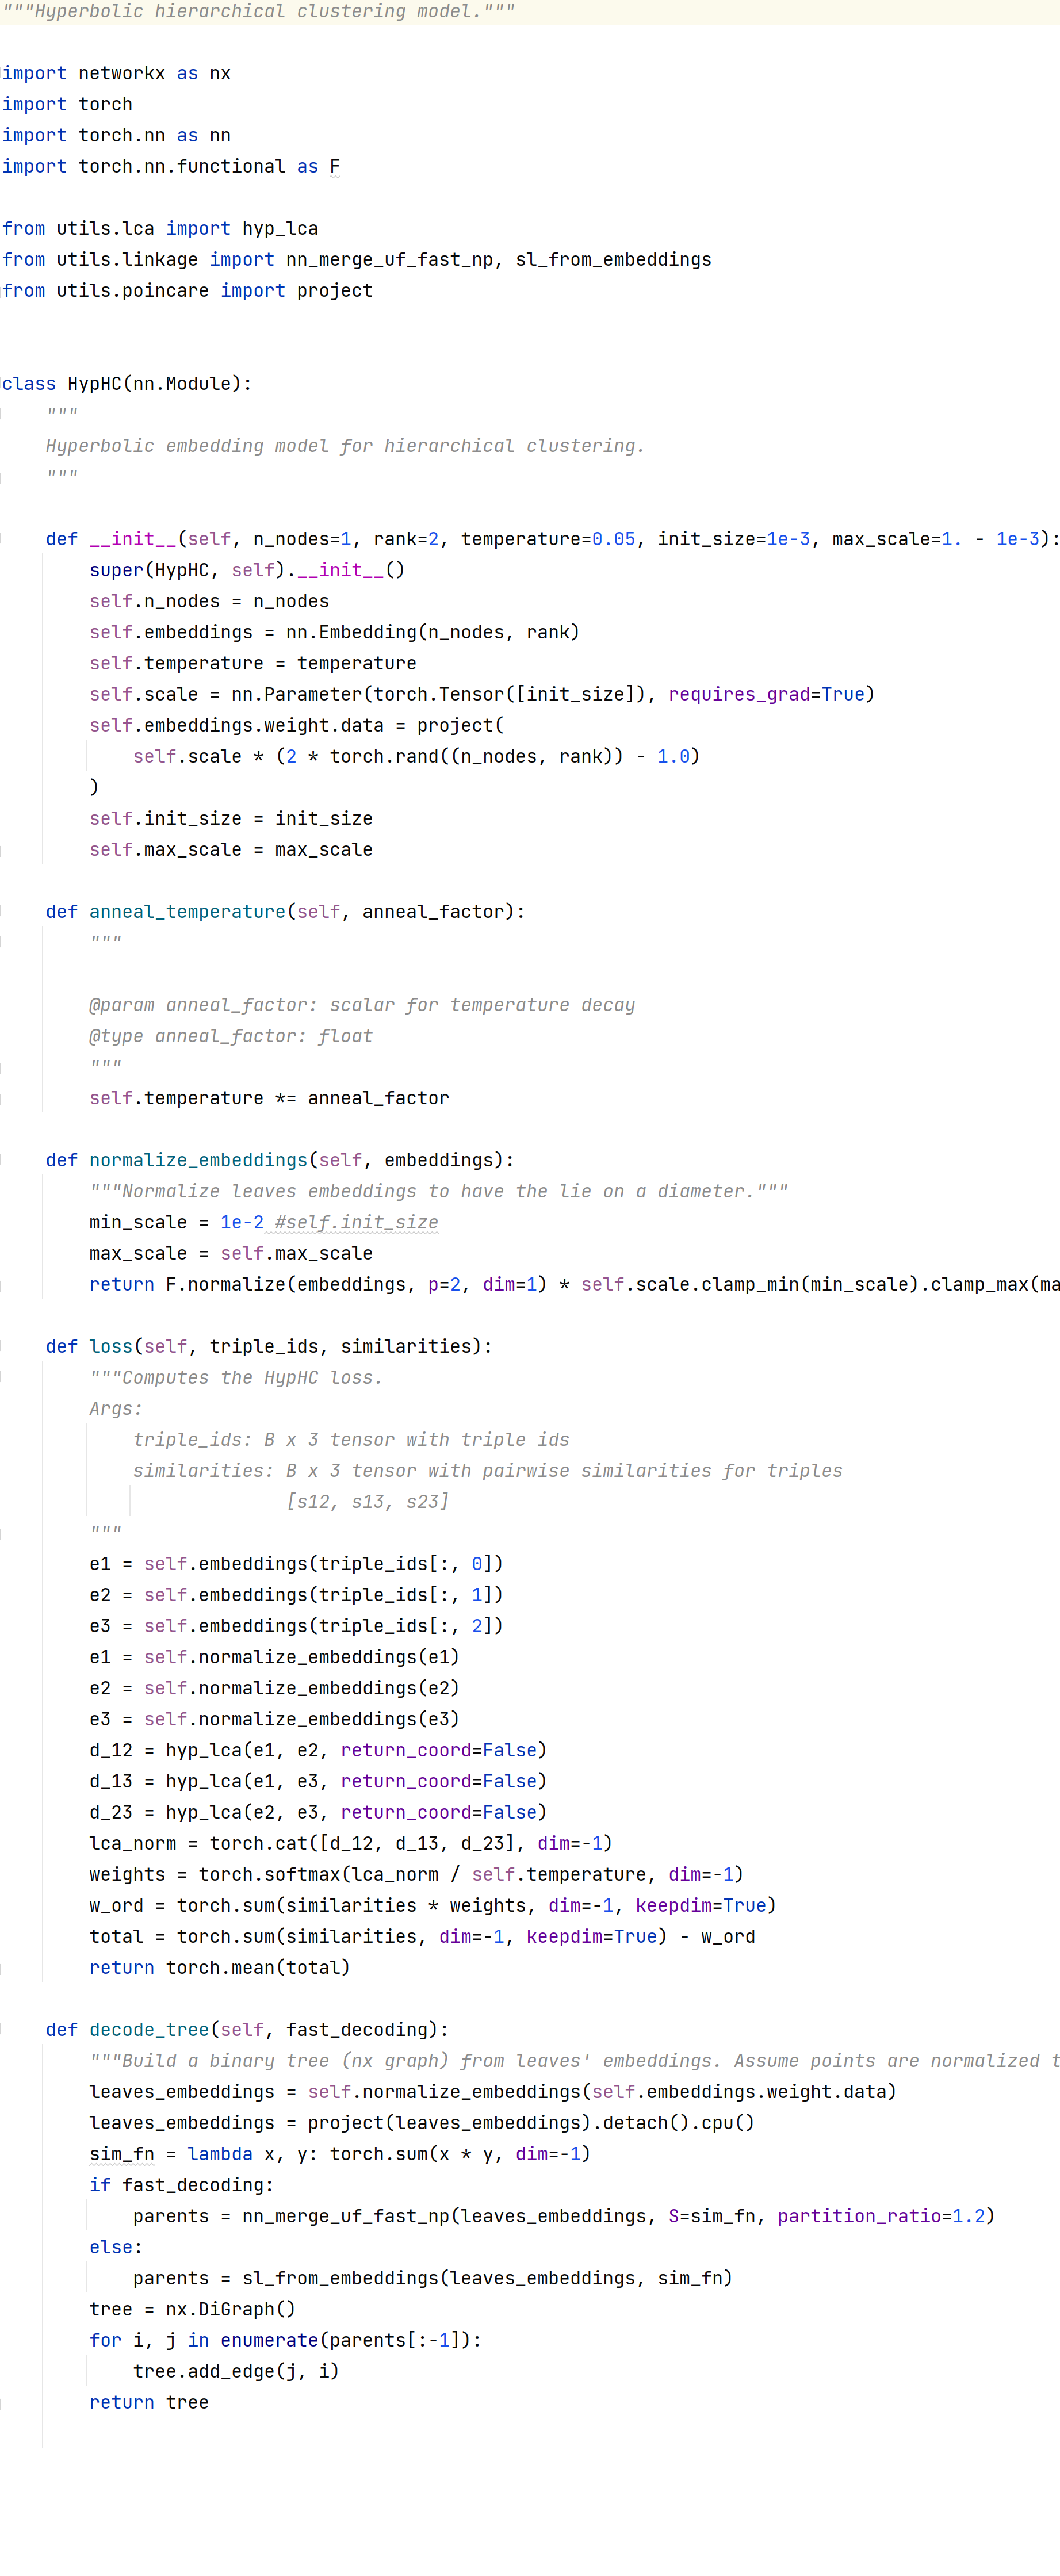 """Hyperbolic hierarchical clustering model."""
import networkx as nx
import torch
import torch.nn as nn
import torch.nn.functional as F
from utils.lca import hyp_lca
from utils.linkage import nn_merge_uf_fast_np, sl_from_embeddings
from utils.poincare import project
class HypHC(nn.Module):
    """
    Hyperbolic embedding model for hierarchical clustering.
    """
    def __init__(self, n_nodes=1, rank=2, temperature=0.05, init_size=1e-3, max_scale=1. - 1e-3):
        super(HypHC, self).__init__()
        self.n_nodes = n_nodes
        self.embeddings = nn.Embedding(n_nodes, rank)
        self.temperature = temperature
        self.scale = nn.Parameter(torch.Tensor([init_size]), requires_grad=True)
        self.embeddings.weight.data = project(
            self.scale * (2 * torch.rand((n_nodes, rank)) - 1.0)
        )
        self.init_size = init_size
        self.max_scale = max_scale
    def anneal_temperature(self, anneal_factor):
        """
        @param anneal_factor: scalar for temperature decay
        @type anneal_factor: float
        """
        self.temperature *= anneal_factor
    def normalize_embeddings(self, embeddings):
        """Normalize leaves embeddings to have the lie on a diameter."""
        min_scale = 1e-2 #self.init_size
        max_scale = self.max_scale
        return F.normalize(embeddings, p=2, dim=1) * self.scale.clamp_min(min_scale).clamp_max(ma
    def loss(self, triple_ids, similarities):
        """Computes the HypHC loss.
        Args:
            triple_ids: B x 3 tensor with triple ids
            similarities: B x 3 tensor with pairwise similarities for triples
                          [s12, s13, s23]
        """
        e1 = self.embeddings(triple_ids[:, 0])
        e2 = self.embeddings(triple_ids[:, 1])
        e3 = self.embeddings(triple_ids[:, 2])
        e1 = self.normalize_embeddings(e1)
        e2 = self.normalize_embeddings(e2)
        e3 = self.normalize_embeddings(e3)
        d_12 = hyp_lca(e1, e2, return_coord=False)
        d_13 = hyp_lca(e1, e3, return_coord=False)
        d_23 = hyp_lca(e2, e3, return_coord=False)
        lca_norm = torch.cat([d_12, d_13, d_23], dim=-1)
        weights = torch.softmax(lca_norm / self.temperature, dim=-1)
        w_ord = torch.sum(similarities * weights, dim=-1, keepdim=True)
        total = torch.sum(similarities, dim=-1, keepdim=True) - w_ord
        return torch.mean(total)
    def decode_tree(self, fast_decoding):
        """Build a binary tree (nx graph) from leaves' embeddings. Assume points are normalized t
        leaves_embeddings = self.normalize_embeddings(self.embeddings.weight.data)
        leaves_embeddings = project(leaves_embeddings).detach().cpu()
        sim_fn = lambda x, y: torch.sum(x * y, dim=-1)
        if fast_decoding:
            parents = nn_merge_uf_fast_np(leaves_embeddings, S=sim_fn, partition_ratio=1.2)
        else:
            parents = sl_from_embeddings(leaves_embeddings, sim_fn)
        tree = nx.DiGraph()
        for i, j in enumerate(parents[:-1]):
            tree.add_edge(j, i)
        return tree